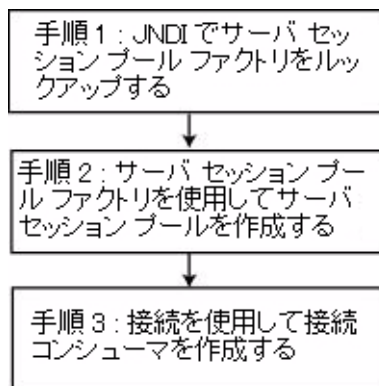 手順1：JNDIでサーバ セッ
ション プール ファクトリをルッ
クアップする
手順2：サーバ セッション プー
ル ファクトリを使用してサーバ
セッション プールを作成する
手順3：接続を使用して接続
コンシューマを作成する